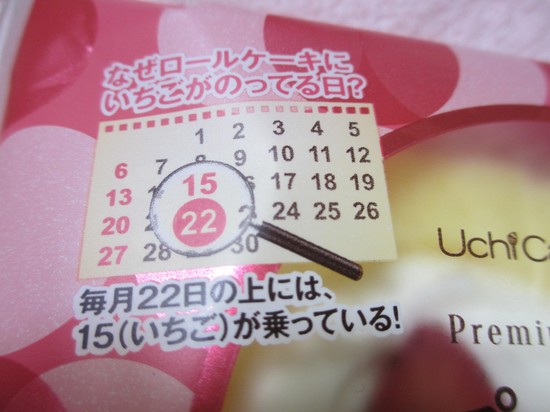 なぜロールケーキに
いちごがのってる日?
1 2 3 4 5
6 7 8 9 10 11 12
13 15 17 18 19
20 22 24 25 26
27 28 30
毎月22日の上には、
15(いちご)が乗っている!
Uchi